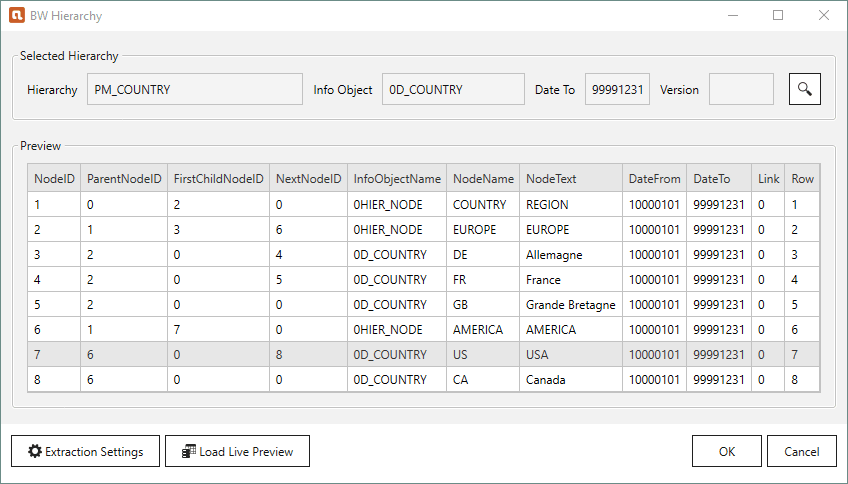 BW Hierarchy
Selected Hierarchy
Hierarchy PM_COUNTRY Info Object 0D_COUNTRY Date To 99991231 Version
Preview
NodeID ParentNodeID FirstChildNodeID NextNodeID InfoObjectName NodeName NodeText DateFrom DateTo Link Row
1 0 2 0 0HIER_NODE COUNTRY REGION 10000101 99991231 0 1
2 1 3 6 0HIER_NODE EUROPE EUROPE 10000101 99991231 0 2
3 2 0 4 0D_COUNTRY DE Allemagne 10000101 99991231 0 3
4 2 0 5 0D_COUNTRY FR France 10000101 99991231 0 4
5 2 0 0 0D_COUNTRY GB Grande Bretagne 10000101 99991231 0 5
6 1 7 0 0HIER_NODE AMERICA AMERICA 10000101 99991231 0 6
7 6 0 8 0D_COUNTRY US USA 10000101 99991231 0 7
8 6 0 0 0D_COUNTRY CA Canada 10000101 99991231 0 8
Extraction Settings Load Live Preview OK Cancel